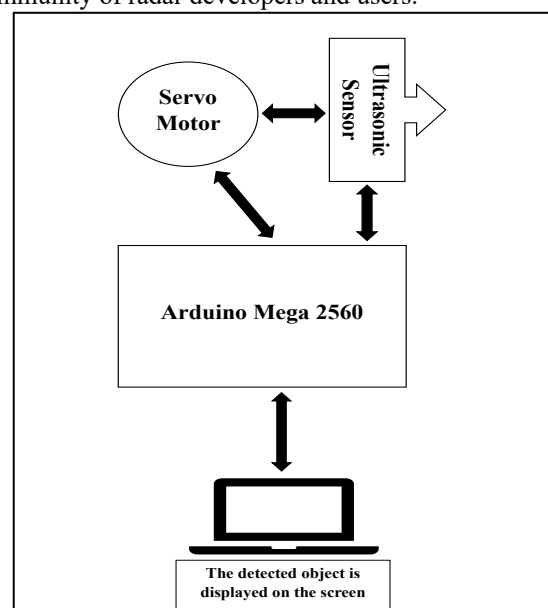 of radar developers and users.
Servo
Motor
Ultrasonic
Sensor
Arduino Mega 2560
The detected object is
displayed on the screen